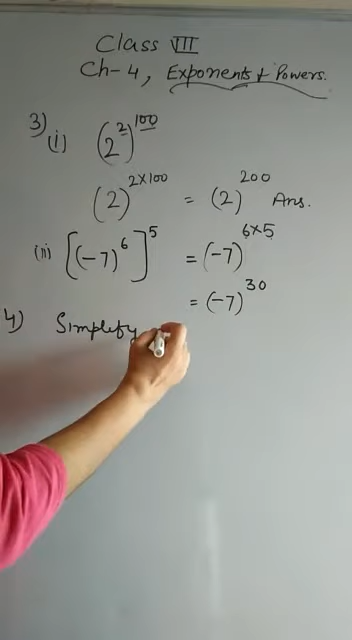 Class VII
Ch-4, Exponents & Powers.
3) (i) (2²)¹⁰⁰
(2)²ˣ¹⁰⁰ = (2)²⁰⁰ Ans.
(ii) [(-7)⁶]⁵ = (-7)⁶ˣ⁵
= (-7)³⁰
4) Simplify